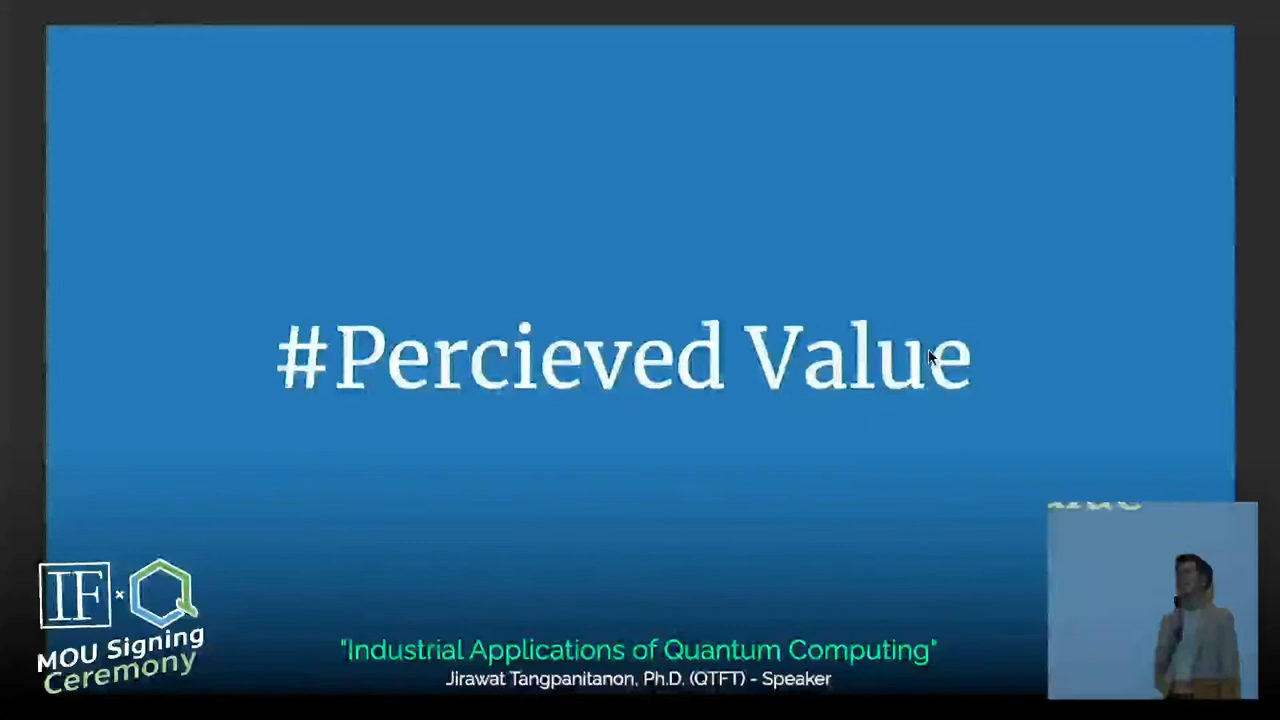 #Percieved Value
IF × Q
MOU Signing
Ceremony
"Industrial Applications of Quantum Computing"
Jirawat Tangpanitanon, Ph.D. (QTFT) - Speaker